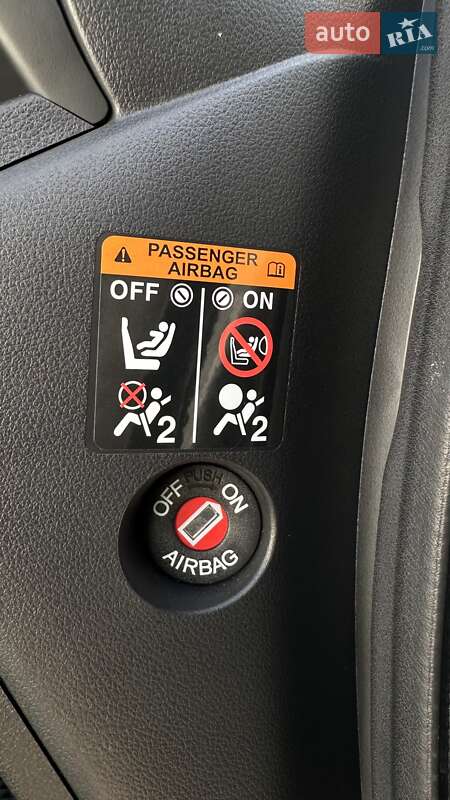 auto RIA.com
PASSENGER
AIRBAG
OFF ON
2 2
OFF PUSH ON
AIRBAG